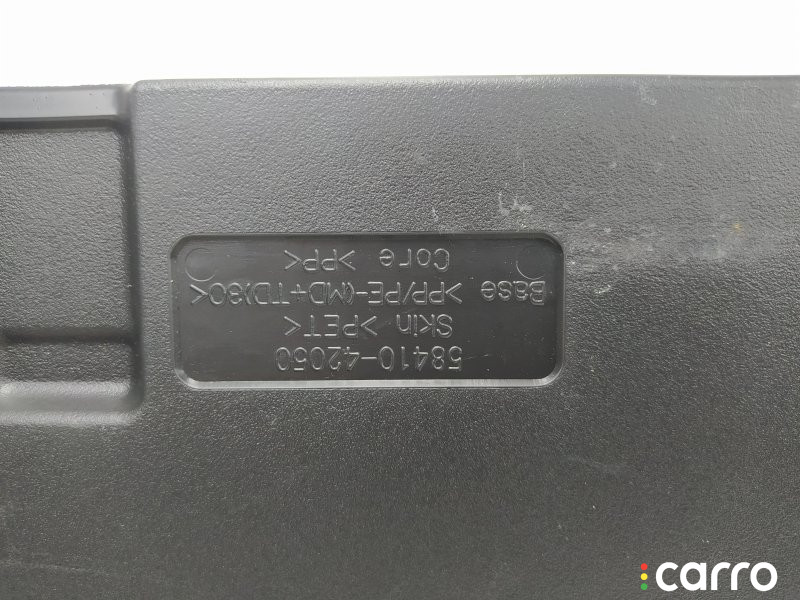 58410-42050
Skin >PET<
Base >PP/PE-(MD+TD)30<
Core >PP<
carro